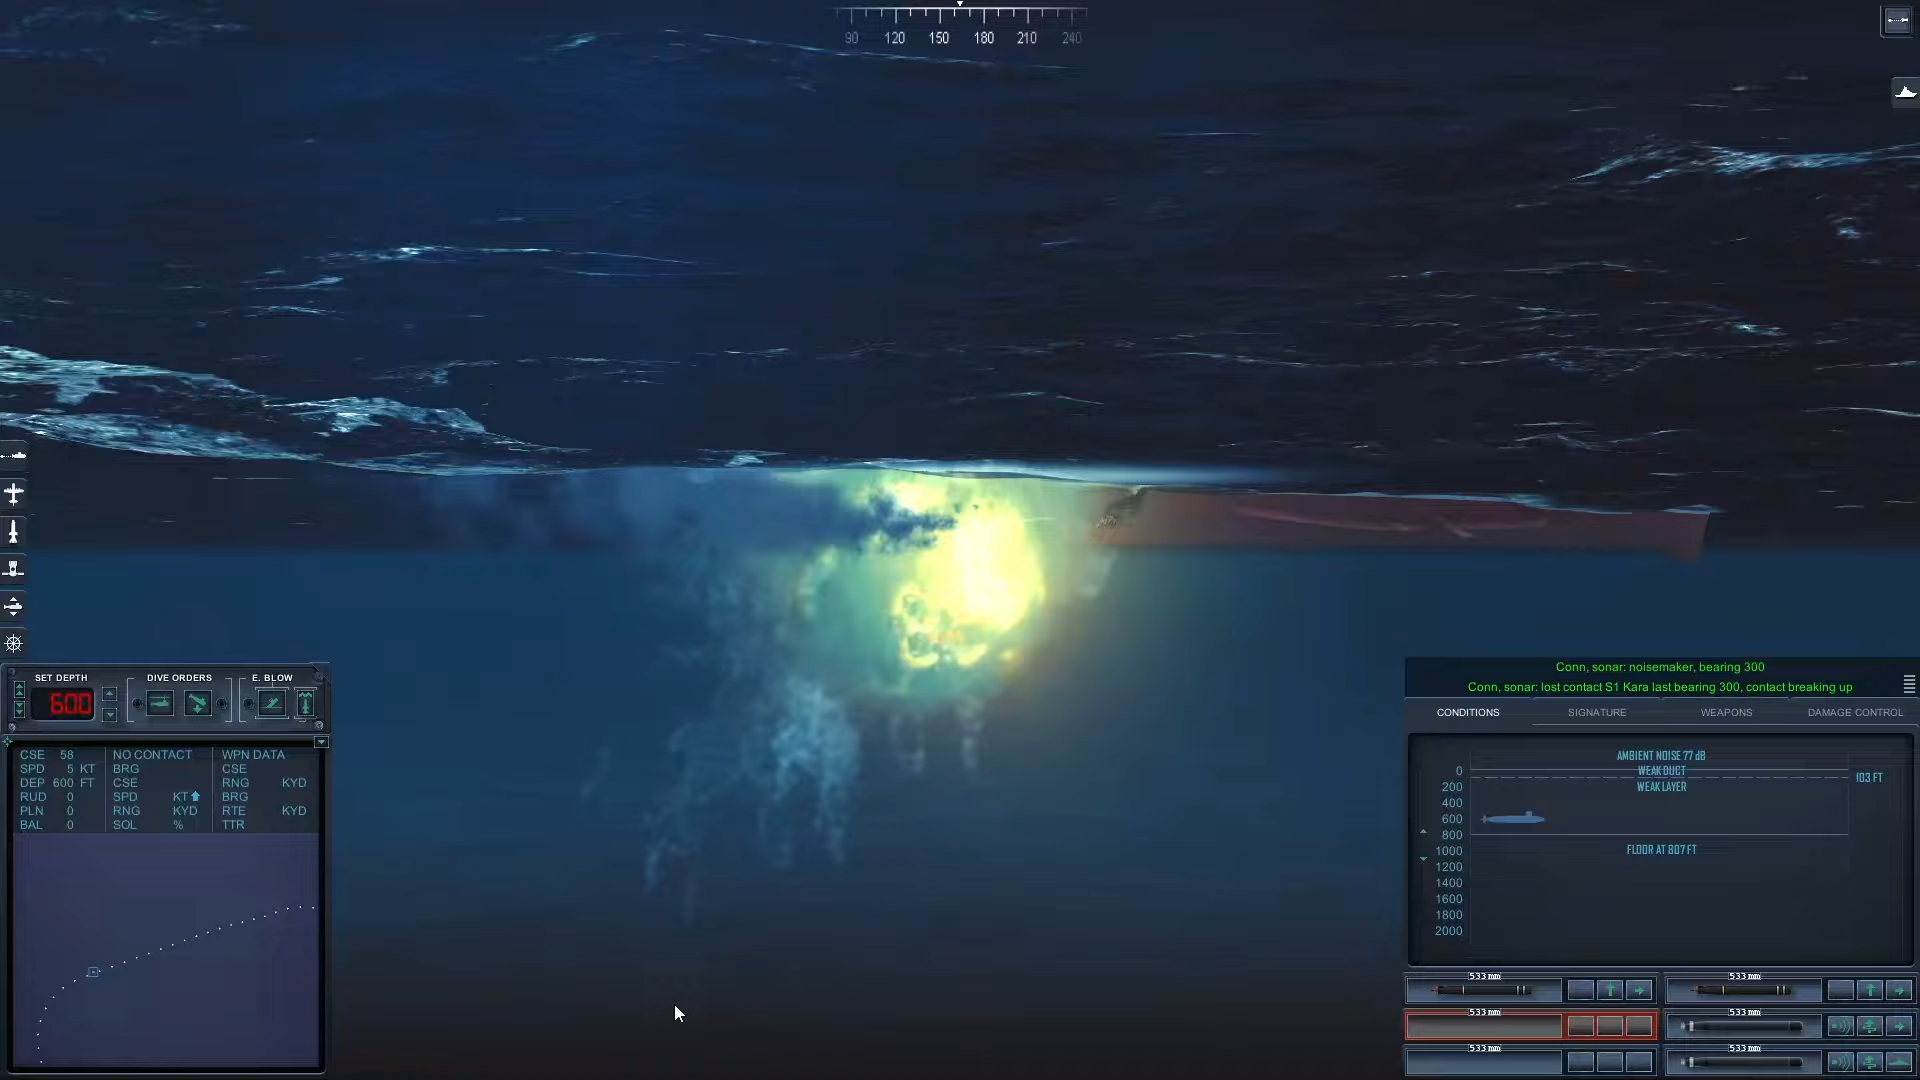 90 120 150 180 210 240
SET DEPTH DIVE ORDERS E. BLOW
600
CSE 58 NO CONTACT WPN DATA
SPD 5 KT BRG CSE
DEP 600 FT CSE RNG KYD
RUD 0 SPD KT BRG
PLN 0 RNG KYD RTE KYD
BAL 0 SOL % TTR
Conn, sonar: noisemaker, bearing 300
Conn, sonar: lost contact S1 Kara last bearing 300, contact breaking up
CONDITIONS SIGNATURE WEAPONS DAMAGE CONTROL
AMBIENT NOISE 77 dB
0 WEAK DUCT 103 FT
200 WEAK LAYER
400
600
800
1000 FLOOR AT 807 FT
1200
1400
1600
1800
2000
533 mm 533 mm
533 mm 533 mm
533 mm 533 mm